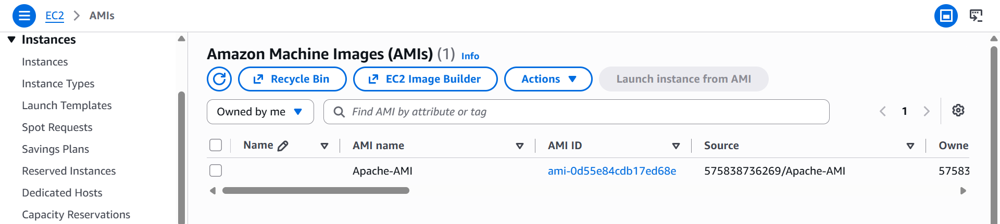 EC2 > AMIs
Instances
Instances
Instance Types
Launch Templates
Spot Requests
Savings Plans
Reserved Instances
Dedicated Hosts
Capacity Reservations
Amazon Machine Images (AMIs) (1) Info
Recycle Bin EC2 Image Builder Actions Launch instance from AMI
Owned by me Find AMI by attribute or tag 1
Name AMI name AMI ID Source Owne
Apache-AMI ami-0d55e84cdb17ed68e 575838736269/Apache-AMI 57583